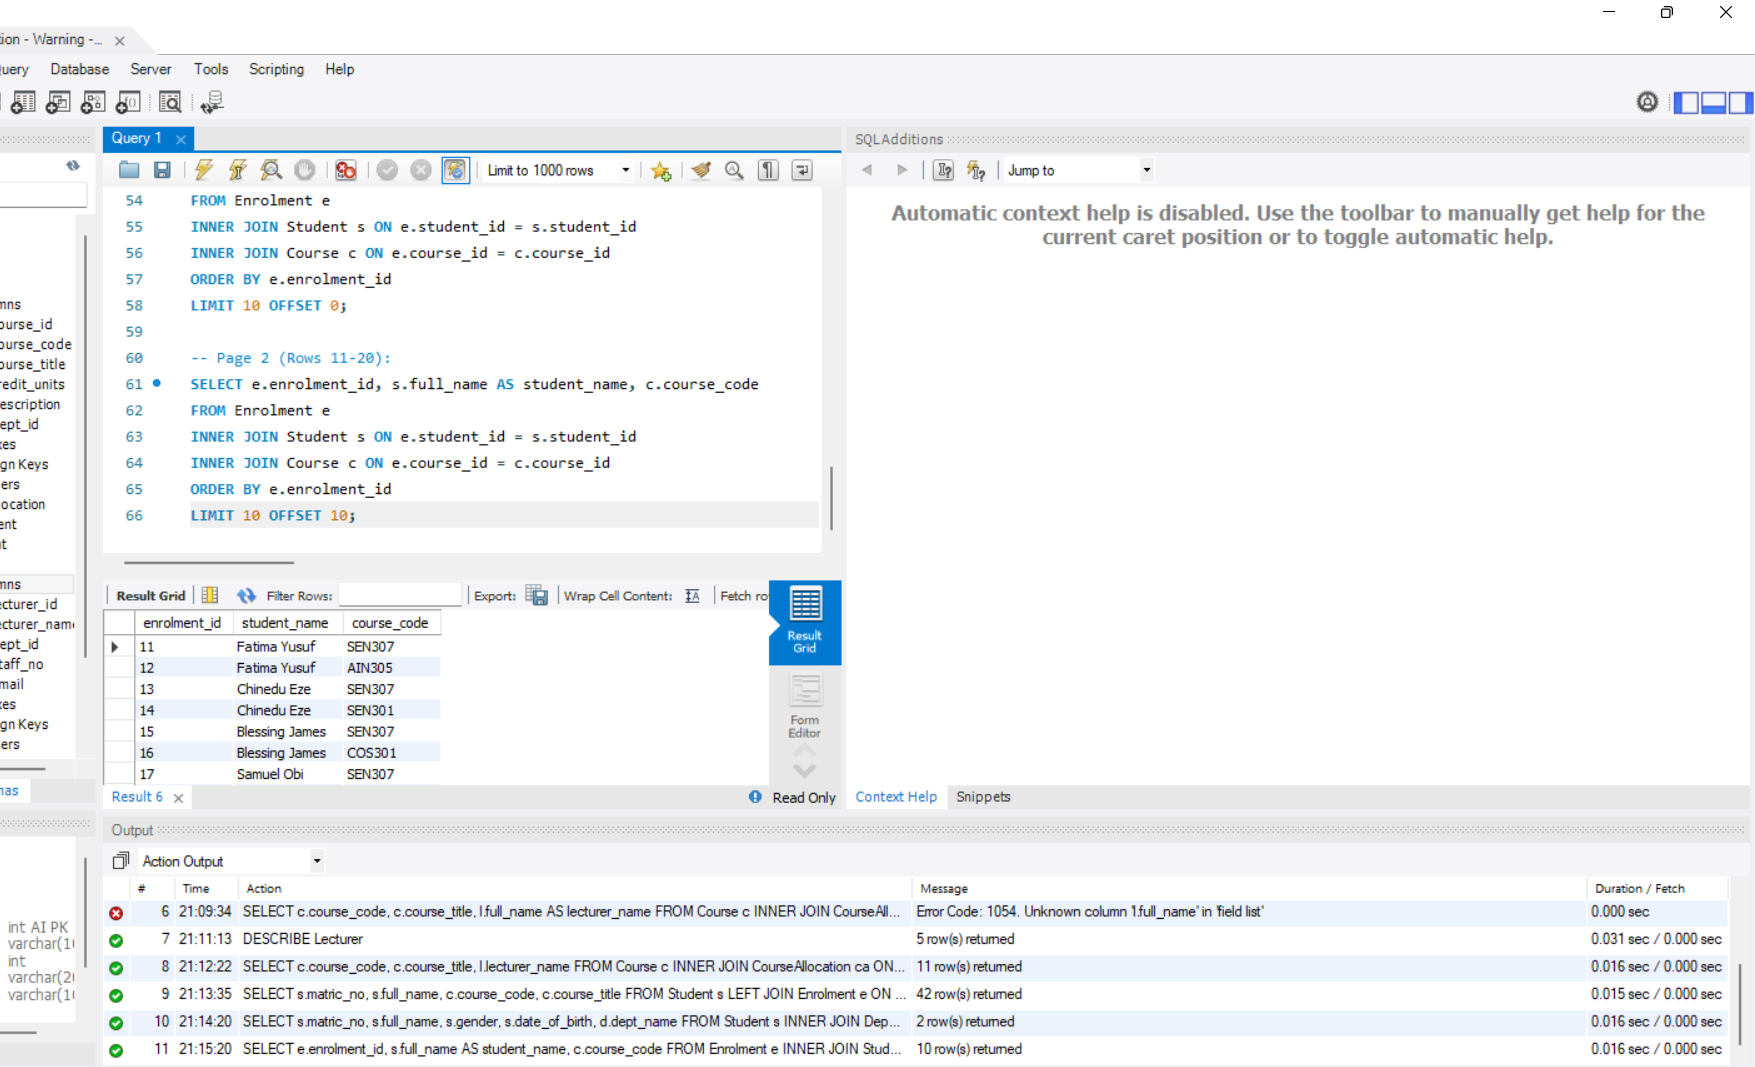 tion - Warning -...
uery Database Server Tools Scripting Help
Query 1
SQLAdditions
Limit to 1000 rows
Jump to
54 FROM Enrolment e
55 INNER JOIN Student s ON e.student_id = s.student_id
56 INNER JOIN Course c ON e.course_id = c.course_id
57 ORDER BY e.enrolment_id
58 LIMIT 10 OFFSET 0;
59
60 -- Page 2 (Rows 11-20):
61 SELECT e.enrolment_id, s.full_name AS student_name, c.course_code
62 FROM Enrolment e
63 INNER JOIN Student s ON e.student_id = s.student_id
64 INNER JOIN Course c ON e.course_id = c.course_id
65 ORDER BY e.enrolment_id
66 LIMIT 10 OFFSET 10;
Automatic context help is disabled. Use the toolbar to manually get help for the
current caret position or to toggle automatic help.
mns
ourse_id
ourse_code
ourse_title
redit_units
escription
ept_id
xes
gn Keys
ers
ocation
ent
t
mns
ecturer_id
ecturer_name
ept_id
taff_no
mail
xes
gn Keys
ers
mas
Result Grid Filter Rows: Export: Wrap Cell Content: Fetch ro
enrolment_id student_name course_code
11 Fatima Yusuf SEN307
12 Fatima Yusuf AIN305
13 Chinedu Eze SEN307
14 Chinedu Eze SEN301
15 Blessing James SEN307
16 Blessing James COS301
17 Samuel Obi SEN307
Result
Grid
Form
Editor
Result 6
Read Only
Context Help Snippets
Output
Action Output
# Time Action Message Duration / Fetch
6 21:09:34 SELECT c.course_code, c.course_title, l.full_name AS lecturer_name FROM Course c INNER JOIN CourseAll... Error Code: 1054. Unknown column 'l.full_name' in 'field list' 0.000 sec
7 21:11:13 DESCRIBE Lecturer 5 row(s) returned 0.031 sec / 0.000 sec
8 21:12:22 SELECT c.course_code, c.course_title, l.lecturer_name FROM Course c INNER JOIN CourseAllocation ca ON... 11 row(s) returned 0.016 sec / 0.000 sec
9 21:13:35 SELECT s.matric_no, s.full_name, c.course_code, c.course_title FROM Student s LEFT JOIN Enrolment e ON ... 42 row(s) returned 0.015 sec / 0.000 sec
10 21:14:20 SELECT s.matric_no, s.full_name, s.gender, s.date_of_birth, d.dept_name FROM Student s INNER JOIN Dep... 2 row(s) returned 0.016 sec / 0.000 sec
11 21:15:20 SELECT e.enrolment_id, s.full_name AS student_name, c.course_code FROM Enrolment e INNER JOIN Stud... 10 row(s) returned 0.016 sec / 0.000 sec
int AI PK
varchar(1
int
varchar(2
varchar(1